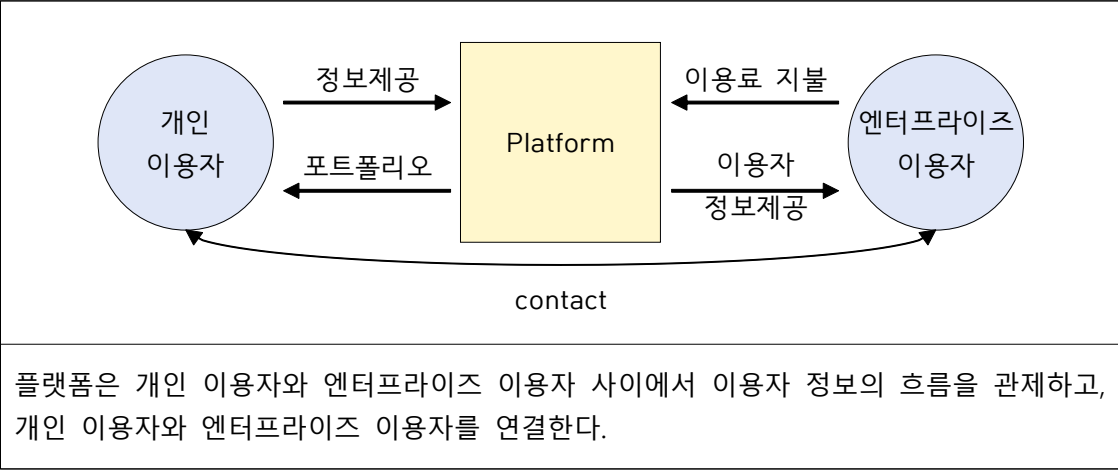 개인
이용자
정보제공
포트폴리오
Platform
이용료 지불
이용자
정보제공
엔터프라이즈
이용자
contact
플랫폼은 개인 이용자와 엔터프라이즈 이용자 사이에서 이용자 정보의 흐름을 관제하고,
개인 이용자와 엔터프라이즈 이용자를 연결한다.